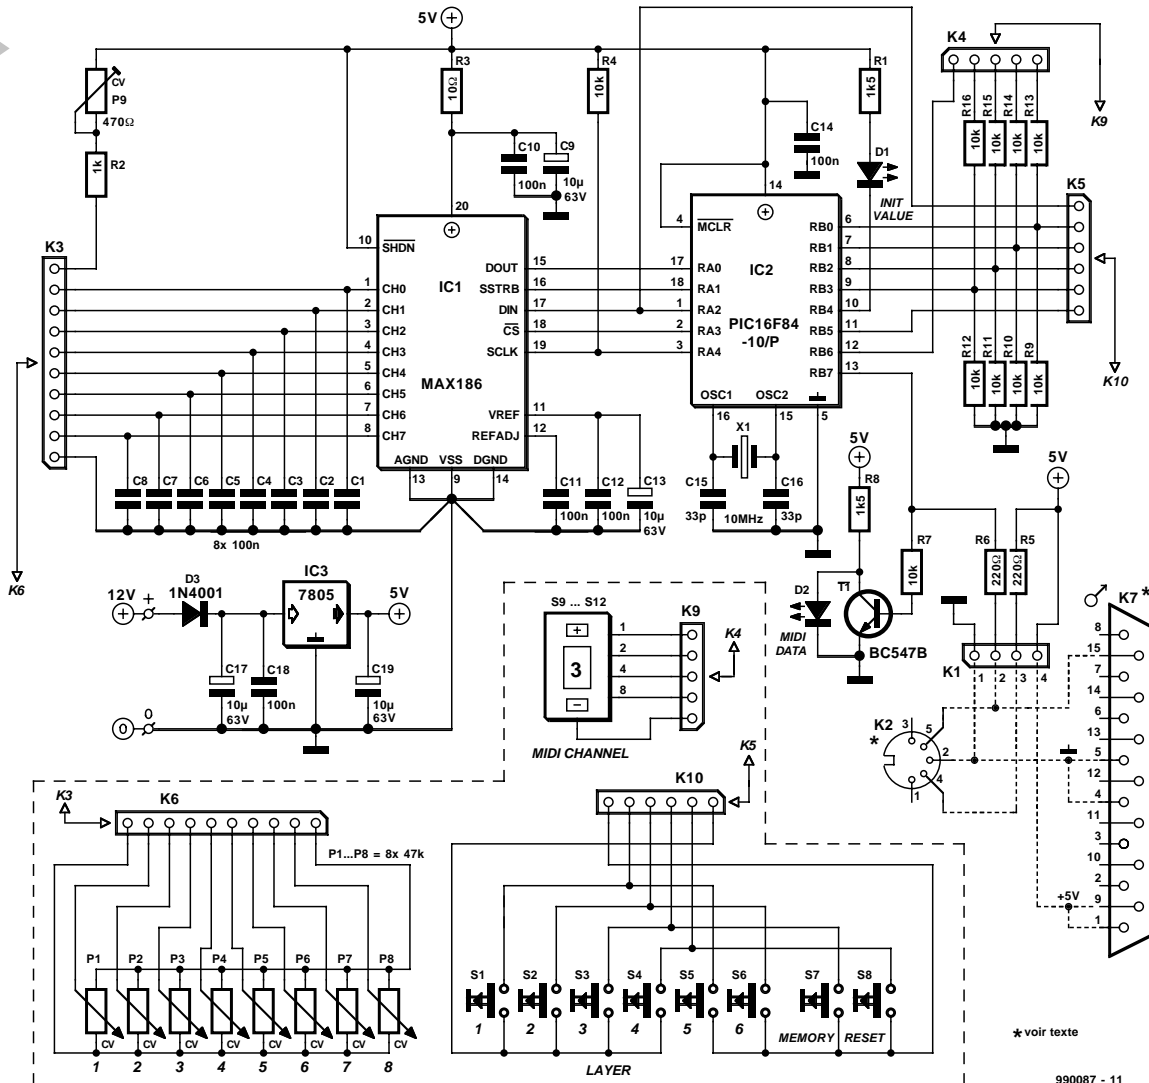 5V
CV
P9
470Ω
1k
R2
R3
10Ω
R4
10k
R1
1k5
C10
100n
C9
10µ
63V
C14
100n
D1
INIT
VALUE
K4
R16
R15
R14
R13
10k
10k
10k
10k
K9
K5
K3
20
10
SHDN
IC1
MAX186
1
2
3
4
5
6
7
8
CH0
CH1
CH2
CH3
CH4
CH5
CH6
CH7
DOUT
SSTRB
DIN
CS
SCLK
VREF
REFADJ
15
16
17
18
19
11
12
AGND
VSS
DGND
13
9
14
14
4
MCLR
IC2
PIC16F84
-10/P
17
18
1
2
3
RA0
RA1
RA2
RA3
RA4
RB0
RB1
RB2
RB3
RB4
RB5
RB6
RB7
6
7
8
9
10
11
12
13
OSC1
OSC2
16
15
5
X1
R12
R11
R10
R9
10k
10k
10k
10k
K10
C8
C7
C6
C5
C4
C3
C2
C1
8x 100n
C11
100n
C12
100n
C13
10µ
63V
C15
33p
10MHz
C16
33p
5V
R8
1k5
5V
R7
10k
R6
220Ω
R5
220Ω
K6
12V
+
D3
1N4001
IC3
7805
5V
C17
10µ
63V
C18
100n
C19
10µ
63V
0
0
D2
MIDI
DATA
T1
BC547B
S9 ... S12
+
3
−
1
2
4
8
K9
K4
MIDI CHANNEL
K1
1
2
3
4
K2
*
3
5
2
4
1
K7 *
8
15
7
14
6
13
5
12
4
11
3
10
2
9
1
+5V
K3
K6
P1...P8 = 8x 47k
P1
P2
P3
P4
P5
P6
P7
P8
CV
CV
CV
CV
CV
CV
CV
CV
1
2
3
4
5
6
7
8
K10
K5
S1
S2
S3
S4
S5
S6
S7
S8
1
2
3
4
5
6
MEMORY
RESET
LAYER
* voir texte
990087 - 11